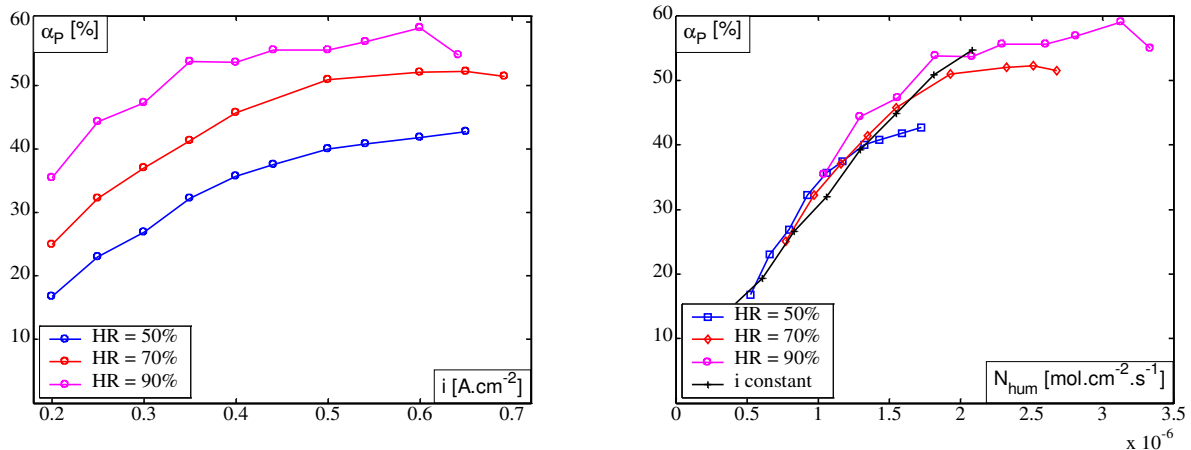 60
α_P [%]
50
40
30
20
10
HR = 50%
HR = 70%
HR = 90%
i [A.cm⁻²]
0.2 0.3 0.4 0.5 0.6 0.7
60
α_P [%]
50
40
30
20
10
HR = 50%
HR = 70%
HR = 90%
i constant
N_hum [mol.cm⁻².s⁻¹]
0 0.5 1 1.5 2 2.5 3 3.5
x 10⁻⁶